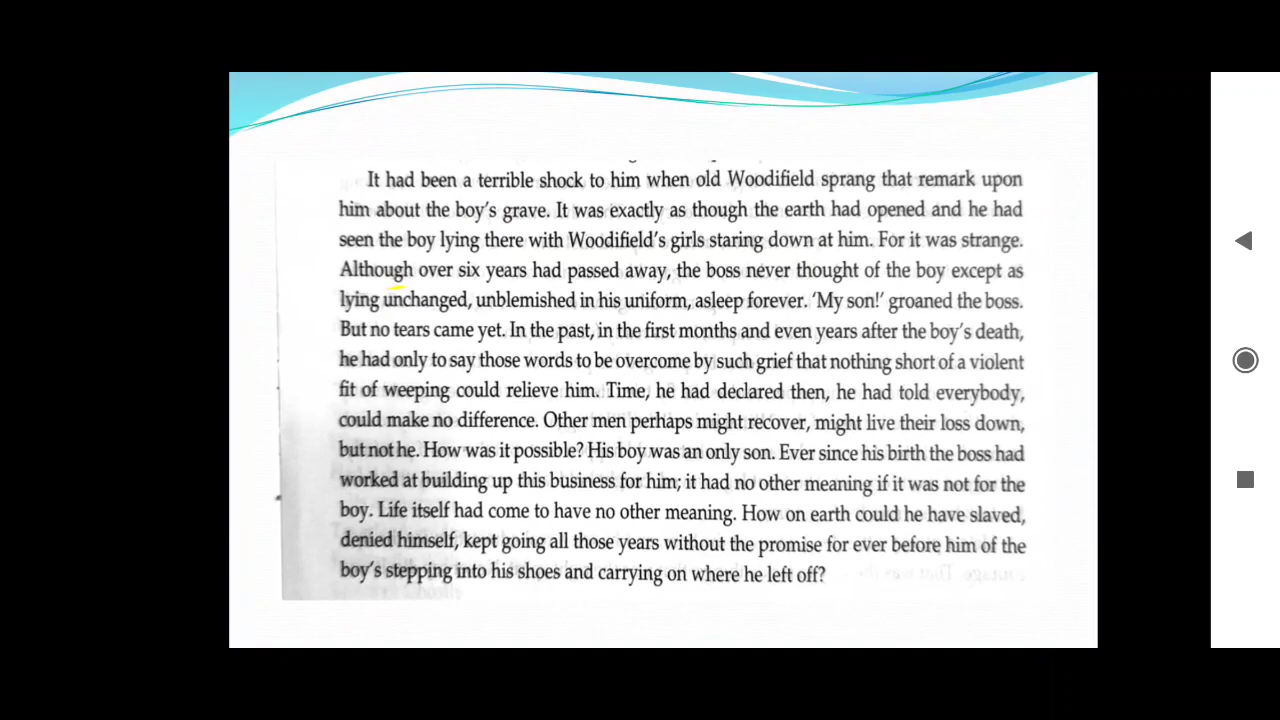 It had been a terrible shock to him when old Woodifield sprang that remark upon
him about the boy's grave. It was exactly as though the earth had opened and he had
seen the boy lying there with Woodifield's girls staring down at him. For it was strange.
Although over six years had passed away, the boss never thought of the boy except as
lying unchanged, unblemished in his uniform, asleep forever. 'My son!' groaned the boss.
But no tears came yet. In the past, in the first months and even years after the boy's death,
he had only to say those words to be overcome by such grief that nothing short of a violent
fit of weeping could relieve him. Time, he had declared then, he had told everybody,
could make no difference. Other men perhaps might recover, might live their loss down,
but not he. How was it possible? His boy was an only son. Ever since his birth the boss had
worked at building up this business for him; it had no other meaning if it was not for the
boy. Life itself had come to have no other meaning. How on earth could he have slaved,
denied himself, kept going all those years without the promise for ever before him of the
boy's stepping into his shoes and carrying on where he left off?